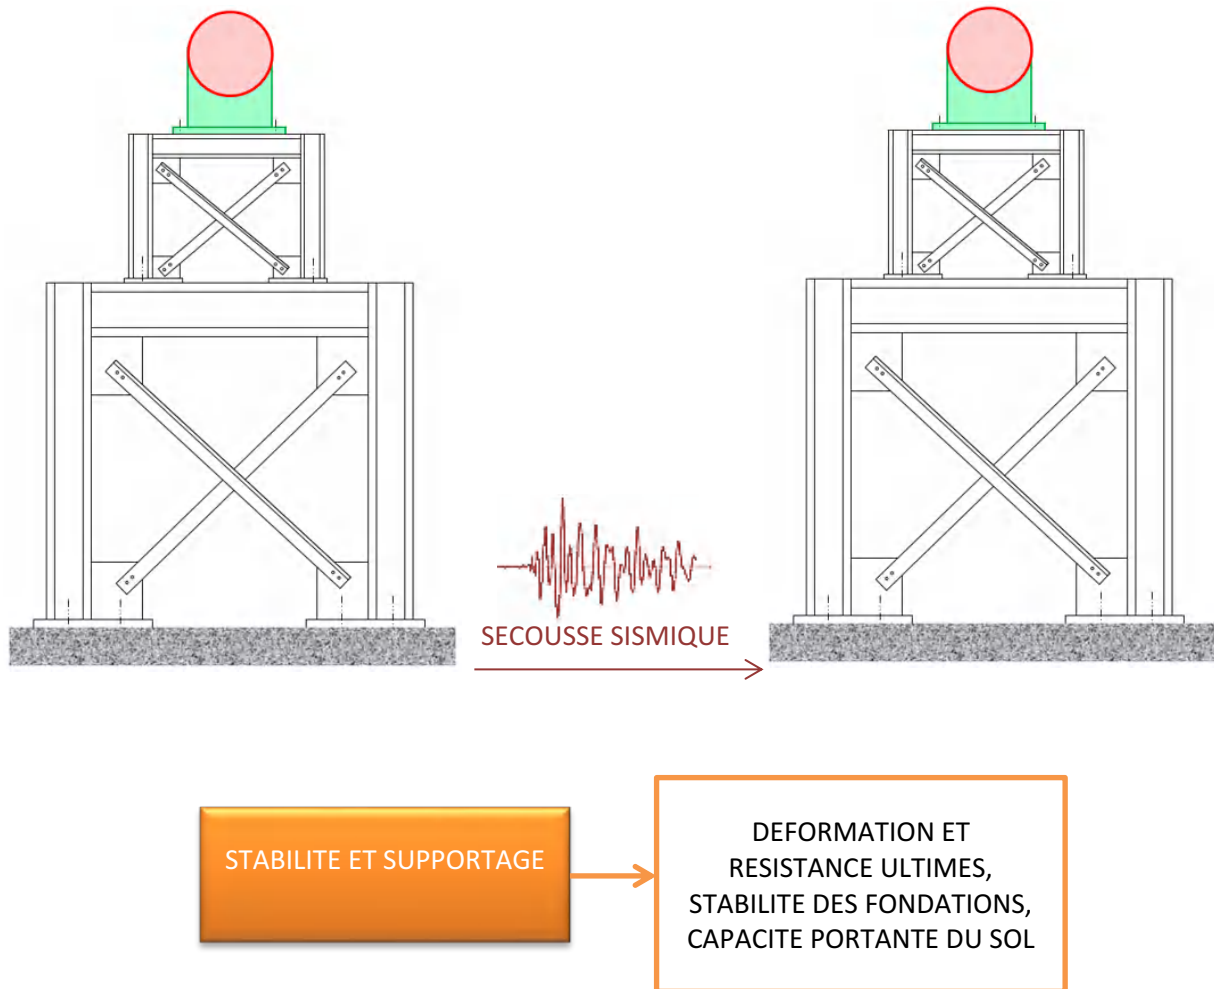 SECOUSSE SISMIQUE
STABILITE ET SUPPORTAGE
DEFORMATION ET
RESISTANCE ULTIMES,
STABILITE DES FONDATIONS,
CAPACITE PORTANTE DU SOL